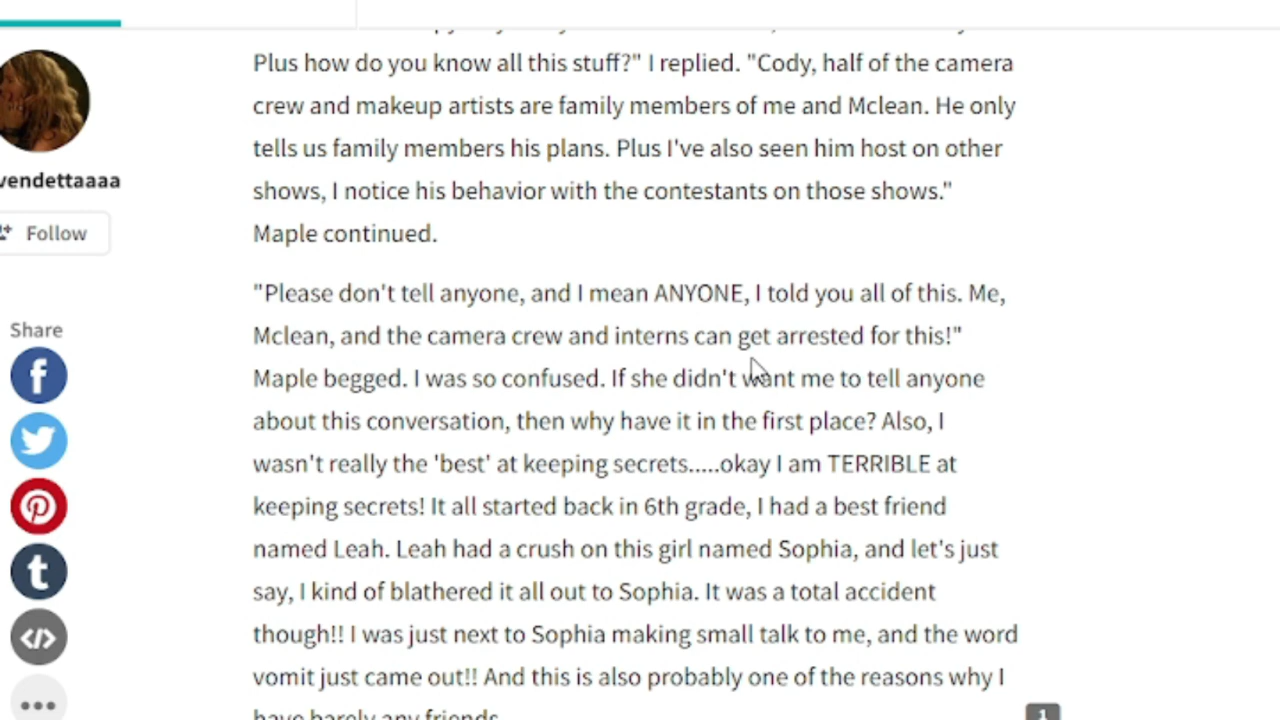 Plus how do you know all this stuff?" I replied. "Cody, half of the camera
crew and makeup artists are family members of me and Mclean. He only
tells us family members his plans. Plus I've also seen him host on other
shows, I notice his behavior with the contestants on those shows."
Maple continued.
"Please don't tell anyone, and I mean ANYONE, I told you all of this. Me,
Mclean, and the camera crew and interns can get arrested for this!"
Maple begged. I was so confused. If she didn't want me to tell anyone
about this conversation, then why have it in the first place? Also, I
wasn't really the 'best' at keeping secrets.....okay I am TERRIBLE at
keeping secrets! It all started back in 6th grade, I had a best friend
named Leah. Leah had a crush on this girl named Sophia, and let's just
say, I kind of blathered it all out to Sophia. It was a total accident
though!! I was just next to Sophia making small talk to me, and the word
vomit just came out!! And this is also probably one of the reasons why I
have barely any friends
vendettaaaa
Follow
Share
1